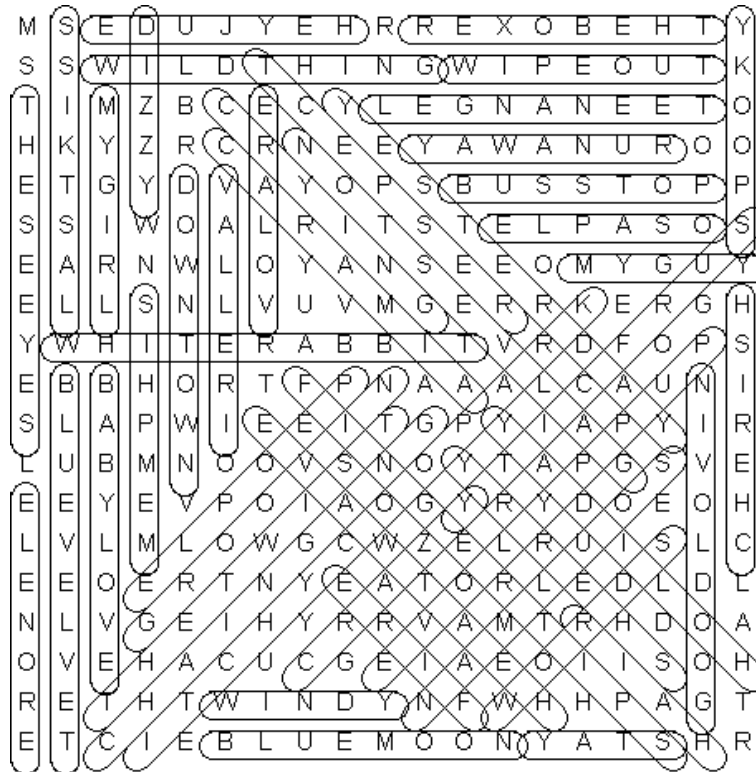 M S E D U J Y E H R R E X O B E H T Y
S S W I L D T H I N G W I P E O U T K
T I M Z B C E C Y L E G N A N E E T O
H K Y Z R C R N E E Y A W A N U R O O
E T G Y D V A Y O P S B U S S T O P P
S S I W O A L R I T S T E L P A S O S
E A R N W L O Y A N S E E O M Y G U Y
E L L S N L V U V M G E R R K E R G H
Y W H I T E R A B B I T V R D F O P S
E B B H O R T F P N A A A L C A U N I
S L A P W I E E I T G P Y I A P Y I R
L U B M N O O V S N O Y T A P G S V E
E E Y E V P O I A O G Y R Y D O E O H
L V L M L O W G C W Z E L R U I S L C
E E O E R T N Y E A T O R L E D L D L
N L V G E I H Y R R V A M T R H D O A
O V E H A C U C G E I A E O I I S O H
R E T H T W I N D Y N F W H H P A G T
E T C I E B L U E M O O N Y A T S H R